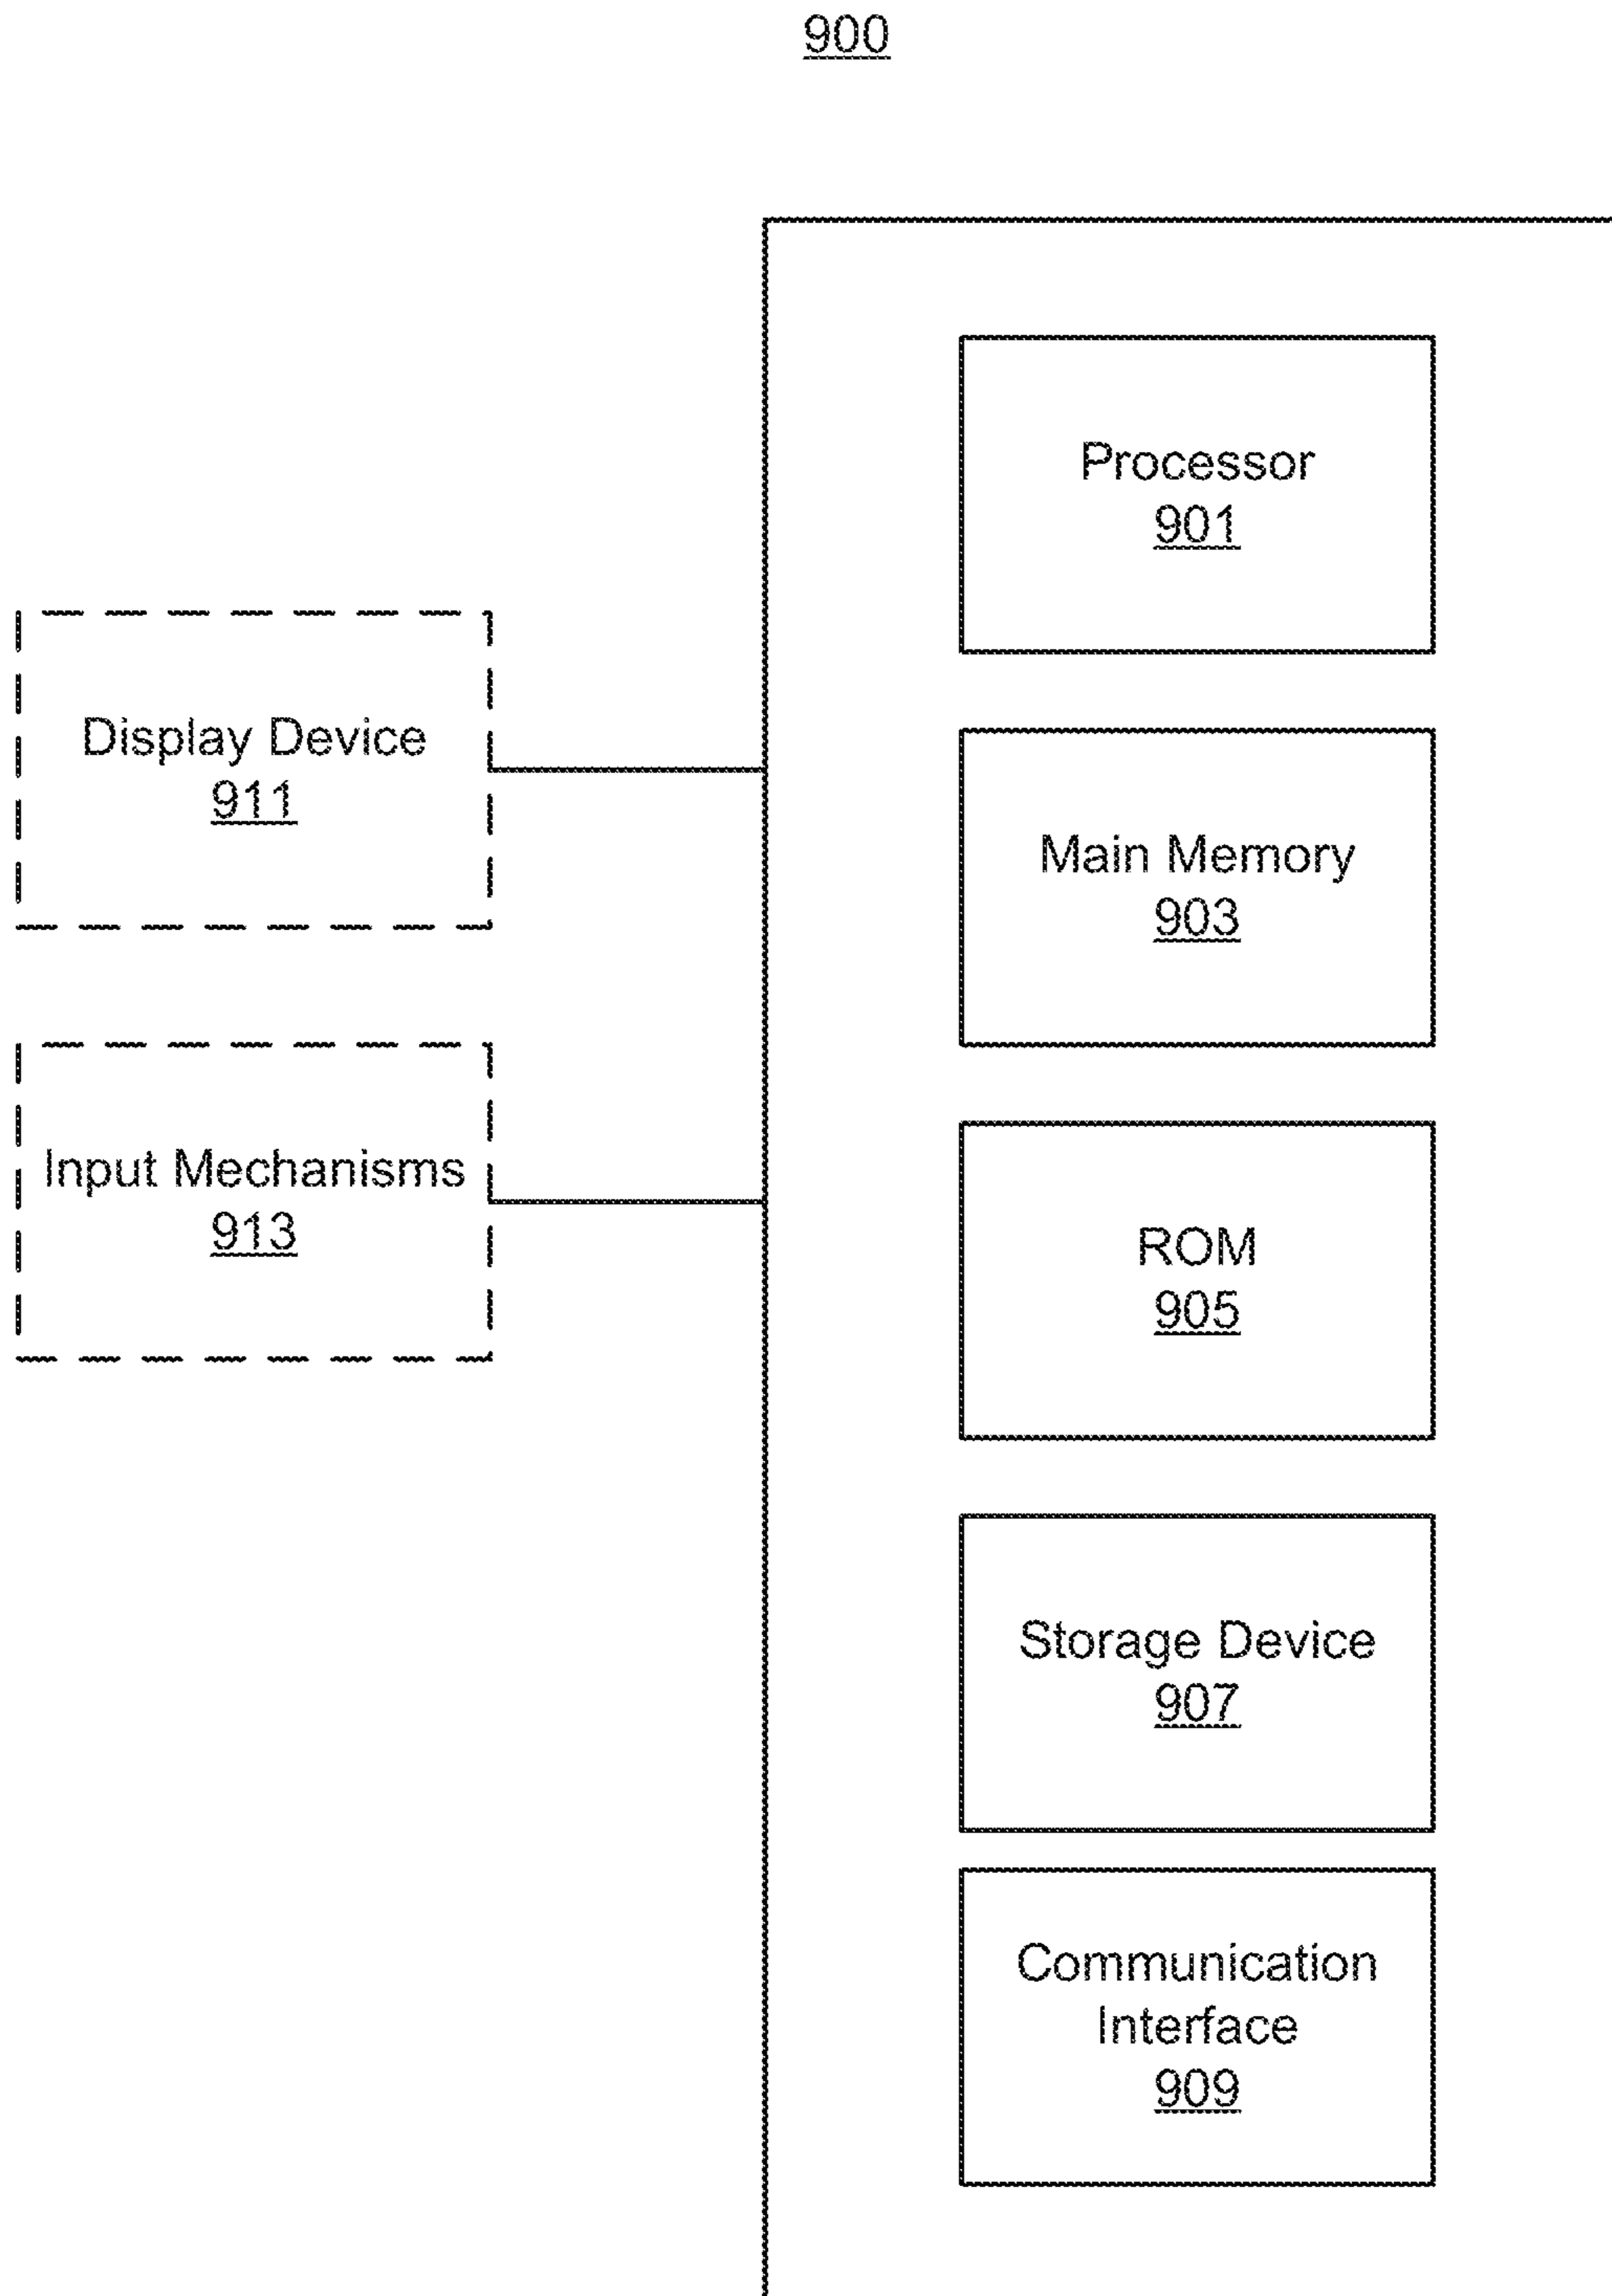 900
Processor
901
Display Device
911
Main Memory
903
Input Mechanisms
913
ROM
905
Storage Device
907
Communication
Interface
909